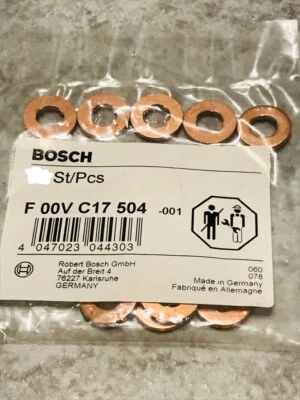 BOSCH
St/Pcs
F 00V C17 504 -001
4 047023 044303
Robert Bosch GmbH
Auf der Breit 4
76227 Karlsruhe
GERMANY
060
078
Made in Germany
Fabriqué en Allemagne